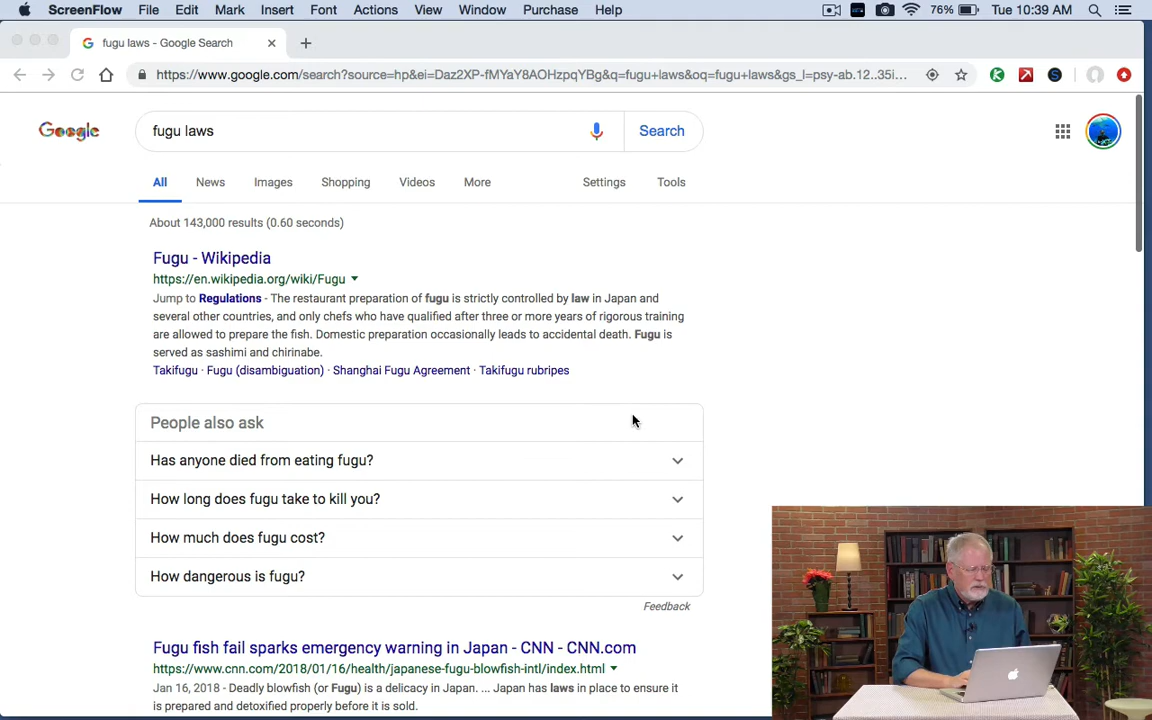 ScreenFlow File Edit Mark Insert Font Actions View Window Purchase Help 76% Tue 10:39 AM
fugu laws - Google Search
https://www.google.com/search?source=hp&ei=Daz2XP-fMYaY8AOHzpqYBg&q=fugu+laws&oq=fugu+laws&gs_l=psy-ab.12..35i...
Google fugu laws Search
All News Images Shopping Videos More Settings Tools
About 143,000 results (0.60 seconds)
Fugu - Wikipedia
https://en.wikipedia.org/wiki/Fugu
Jump to Regulations - The restaurant preparation of fugu is strictly controlled by law in Japan and
several other countries, and only chefs who have qualified after three or more years of rigorous training
are allowed to prepare the fish. Domestic preparation occasionally leads to accidental death. Fugu is
served as sashimi and chirinabe.
Takifugu · Fugu (disambiguation) · Shanghai Fugu Agreement · Takifugu rubripes
People also ask
Has anyone died from eating fugu?
How long does fugu take to kill you?
How much does fugu cost?
How dangerous is fugu?
Feedback
Fugu fish fail sparks emergency warning in Japan - CNN - CNN.com
https://www.cnn.com/2018/01/16/health/japanese-fugu-blowfish-intl/index.html
Jan 16, 2018 - Deadly blowfish (or Fugu) is a delicacy in Japan. ... Japan has laws in place to ensure it
is prepared and detoxified properly before it is sold.